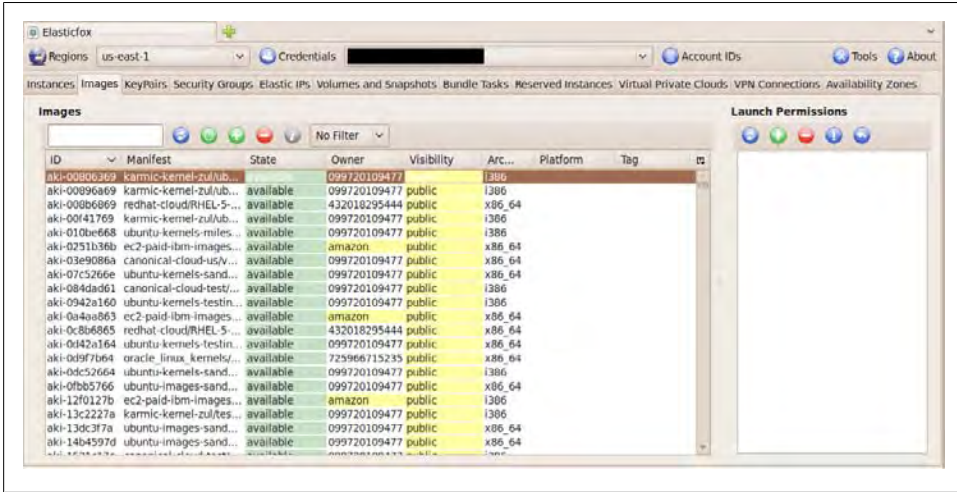 Elasticfox
Regions us-east-1 Credentials Account IDs Tools About
Instances Images KeyPairs Security Groups Elastic IPs Volumes and Snapshots Bundle Tasks Reserved Instances Virtual Private Clouds VPN Connections Availability Zones
Images Launch Permissions
No Filter
ID Manifest State Owner Visibility Arc... Platform Tag
aki-00806369 karmic-kernel-zul/ub... 099720109477 i386
aki-00896a69 karmic-kernel-zul/ub... available 099720109477 public x86_64
aki-008b6869 redhat-cloud/RHEL-5-... available 432018295444 public x86_64
aki-00f41769 karmic-kernel-zul/ub... available 099720109477 public i386
aki-010be668 ubuntu-kernels-miles... available 099720109477 public i386
aki-0251b36b ec2-paid-ibm-images... available amazon public x86_64
aki-03e9086a canonical-cloud-us/v... available 099720109477 public x86_64
aki-07c5266e ubuntu-kernels-sand... available 099720109477 public x86_64
aki-084dad61 canonical-cloud-test/... available 099720109477 public i386
aki-0942a160 ubuntu-kernels-testin... available 099720109477 public i386
aki-0a4aa863 ec2-paid-ibm-images... available amazon public x86_64
aki-0c8b6865 redhat-cloud/RHEL-5-... available 432018295444 public x86_64
aki-0d42a164 ubuntu-kernels-testin... available 099720109477 public x86_64
aki-0d9f7b64 oracle_linux_kernels/... available 725966715235 public x86_64
aki-0dc52664 ubuntu-kernels-sand... available 099720109477 public i386
aki-0fbb5766 ubuntu-images-sand... available 099720109477 public x86_64
aki-12f0127b ec2-paid-ibm-images... available amazon public i386
aki-13c2227a karmic-kernel-zul/tes... available 099720109477 public i386
aki-13dc3f7a ubuntu-images-sand... available 099720109477 public x86_64
aki-14b4597d ubuntu-images-sand... available 099720109477 public x86_64